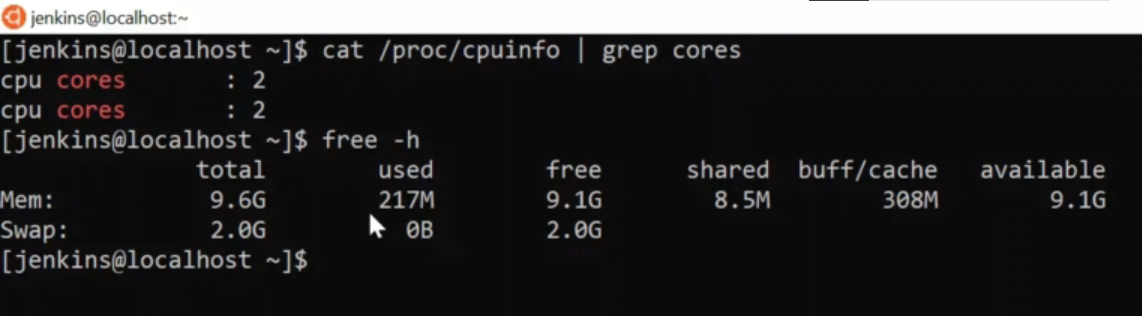 jenkins@localhost:~
[jenkins@localhost ~]$ cat /proc/cpuinfo | grep cores
cpu cores       : 2
cpu cores       : 2
[jenkins@localhost ~]$ free -h
              total        used        free      shared  buff/cache   available
Mem:           9.6G        217M        9.1G        8.5M        308M        9.1G
Swap:          2.0G          0B        2.0G
[jenkins@localhost ~]$